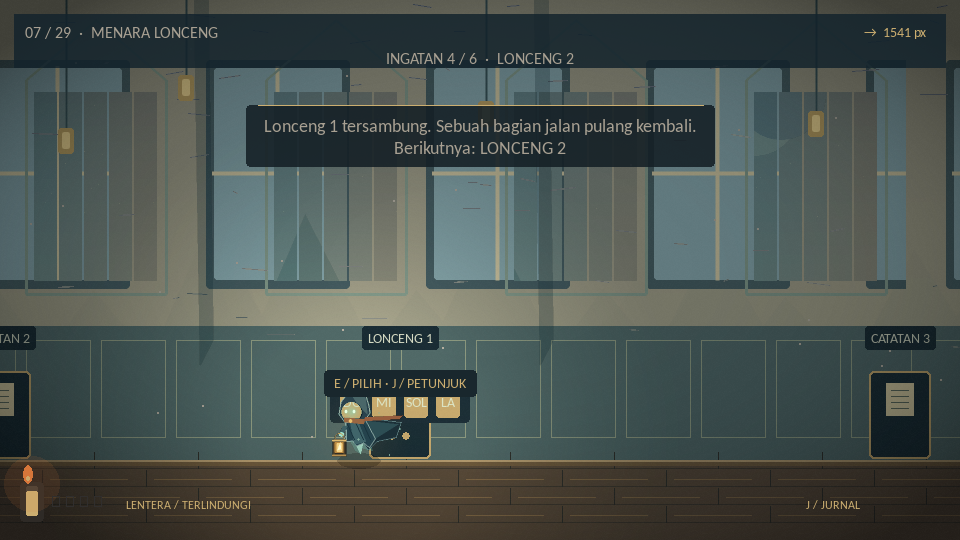 07 / 29 · MENARA LONCENG
→ 1541 px
INGATAN 4 / 6 · LONCENG 2
Lonceng 1 tersambung. Sebuah bagian jalan pulang kembali.
Berikutnya: LONCENG 2
TAN 2
LONCENG 1
CATATAN 3
E / PILIH · J / PETUNJUK
MI SOL LA
LENTERA / TERLINDUNGI
J / JURNAL